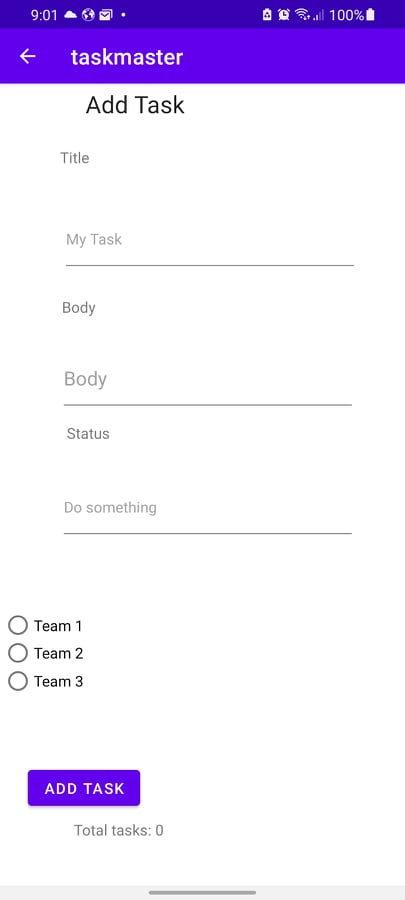 9:01
100%
taskmaster
Add Task
Title
My Task
Body
Body
Status
Do something
Team 1
Team 2
Team 3
ADD TASK
Total tasks: 0